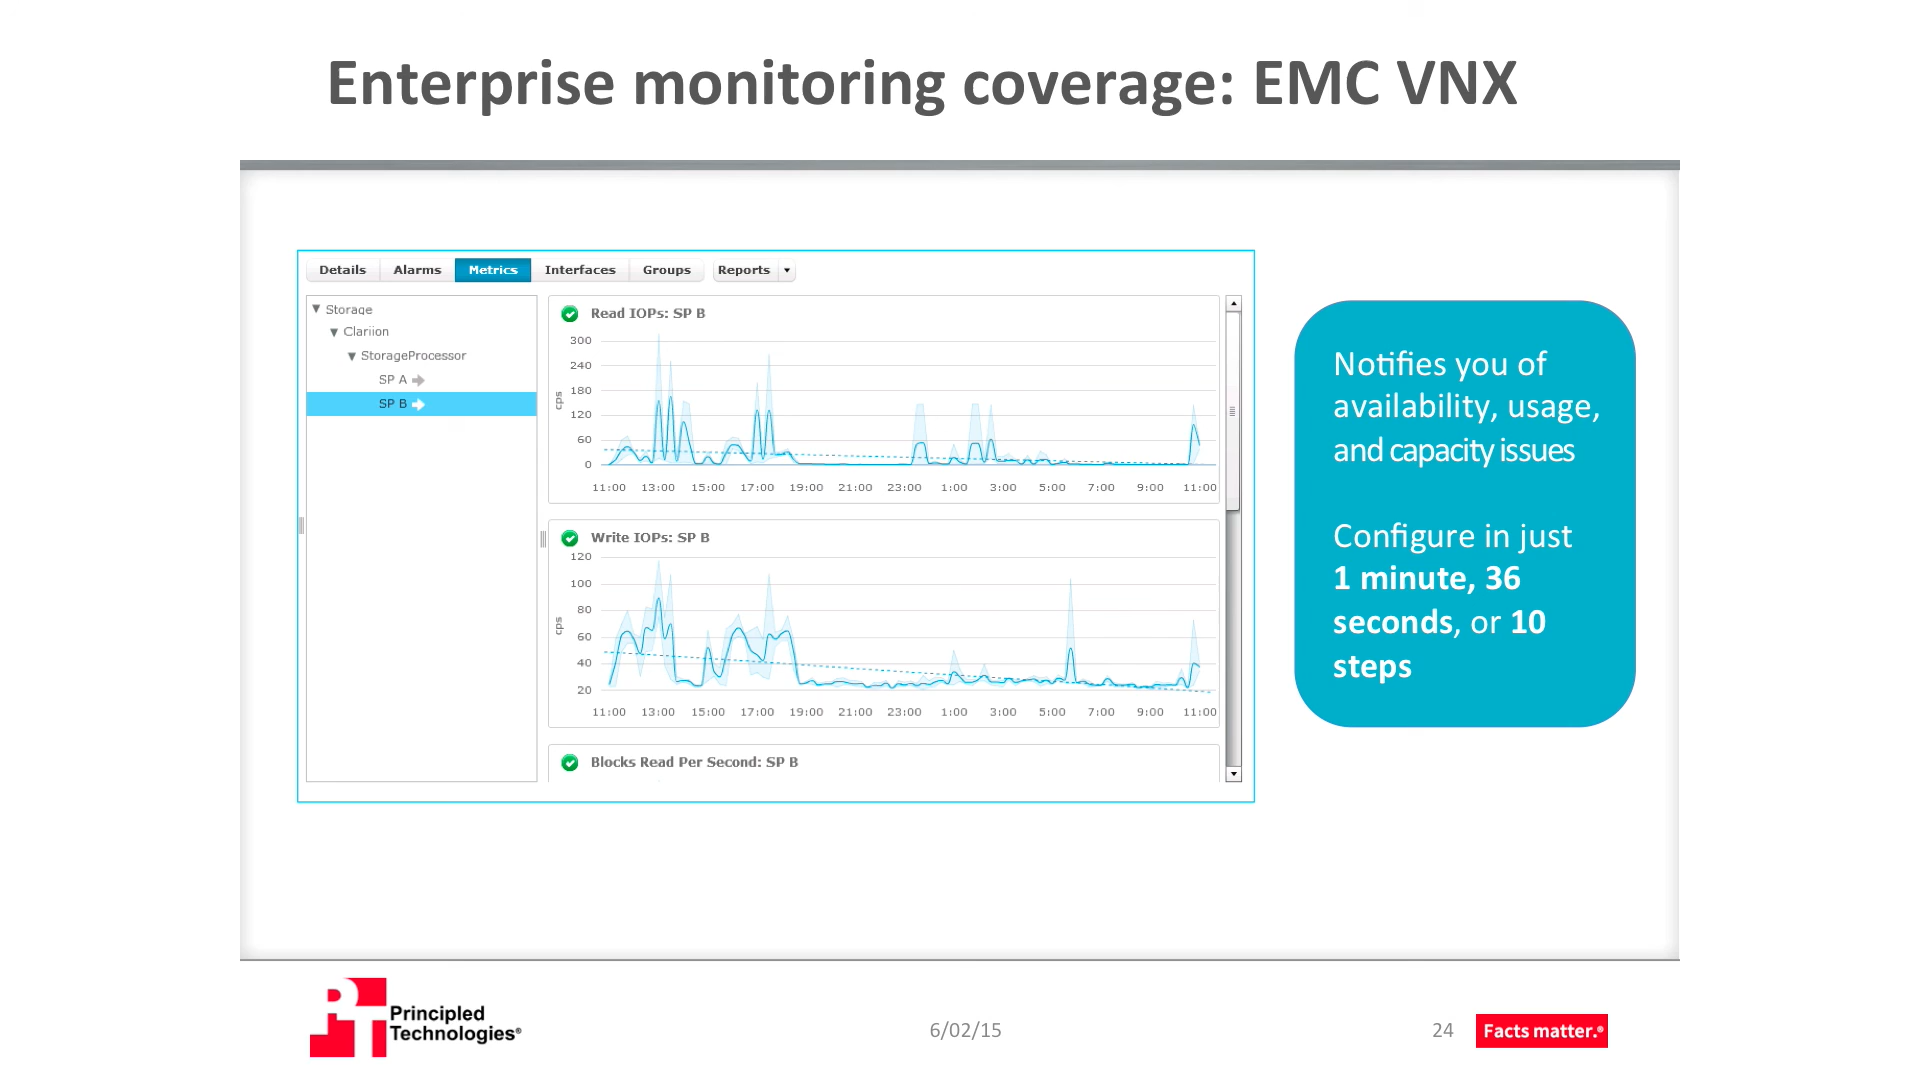 Enterprise monitoring coverage: EMC VNX
Details Alarms Metrics Interfaces Groups Reports
Storage
Clariion
StorageProcessor
SP A
SP B
Read IOPs: SP B
300
240
180
120
60
0
cps
11:00 13:00 15:00 17:00 19:00 21:00 23:00 1:00 3:00 5:00 7:00 9:00 11:00
Write IOPs: SP B
120
100
80
60
40
20
cps
11:00 13:00 15:00 17:00 19:00 21:00 23:00 1:00 3:00 5:00 7:00 9:00 11:00
Blocks Read Per Second: SP B
Notifies you of
availability, usage,
and capacity issues
Configure in just
1 minute, 36
seconds, or 10
steps
PT
Principled
Technologies®
6/02/15
24
Facts matter.®